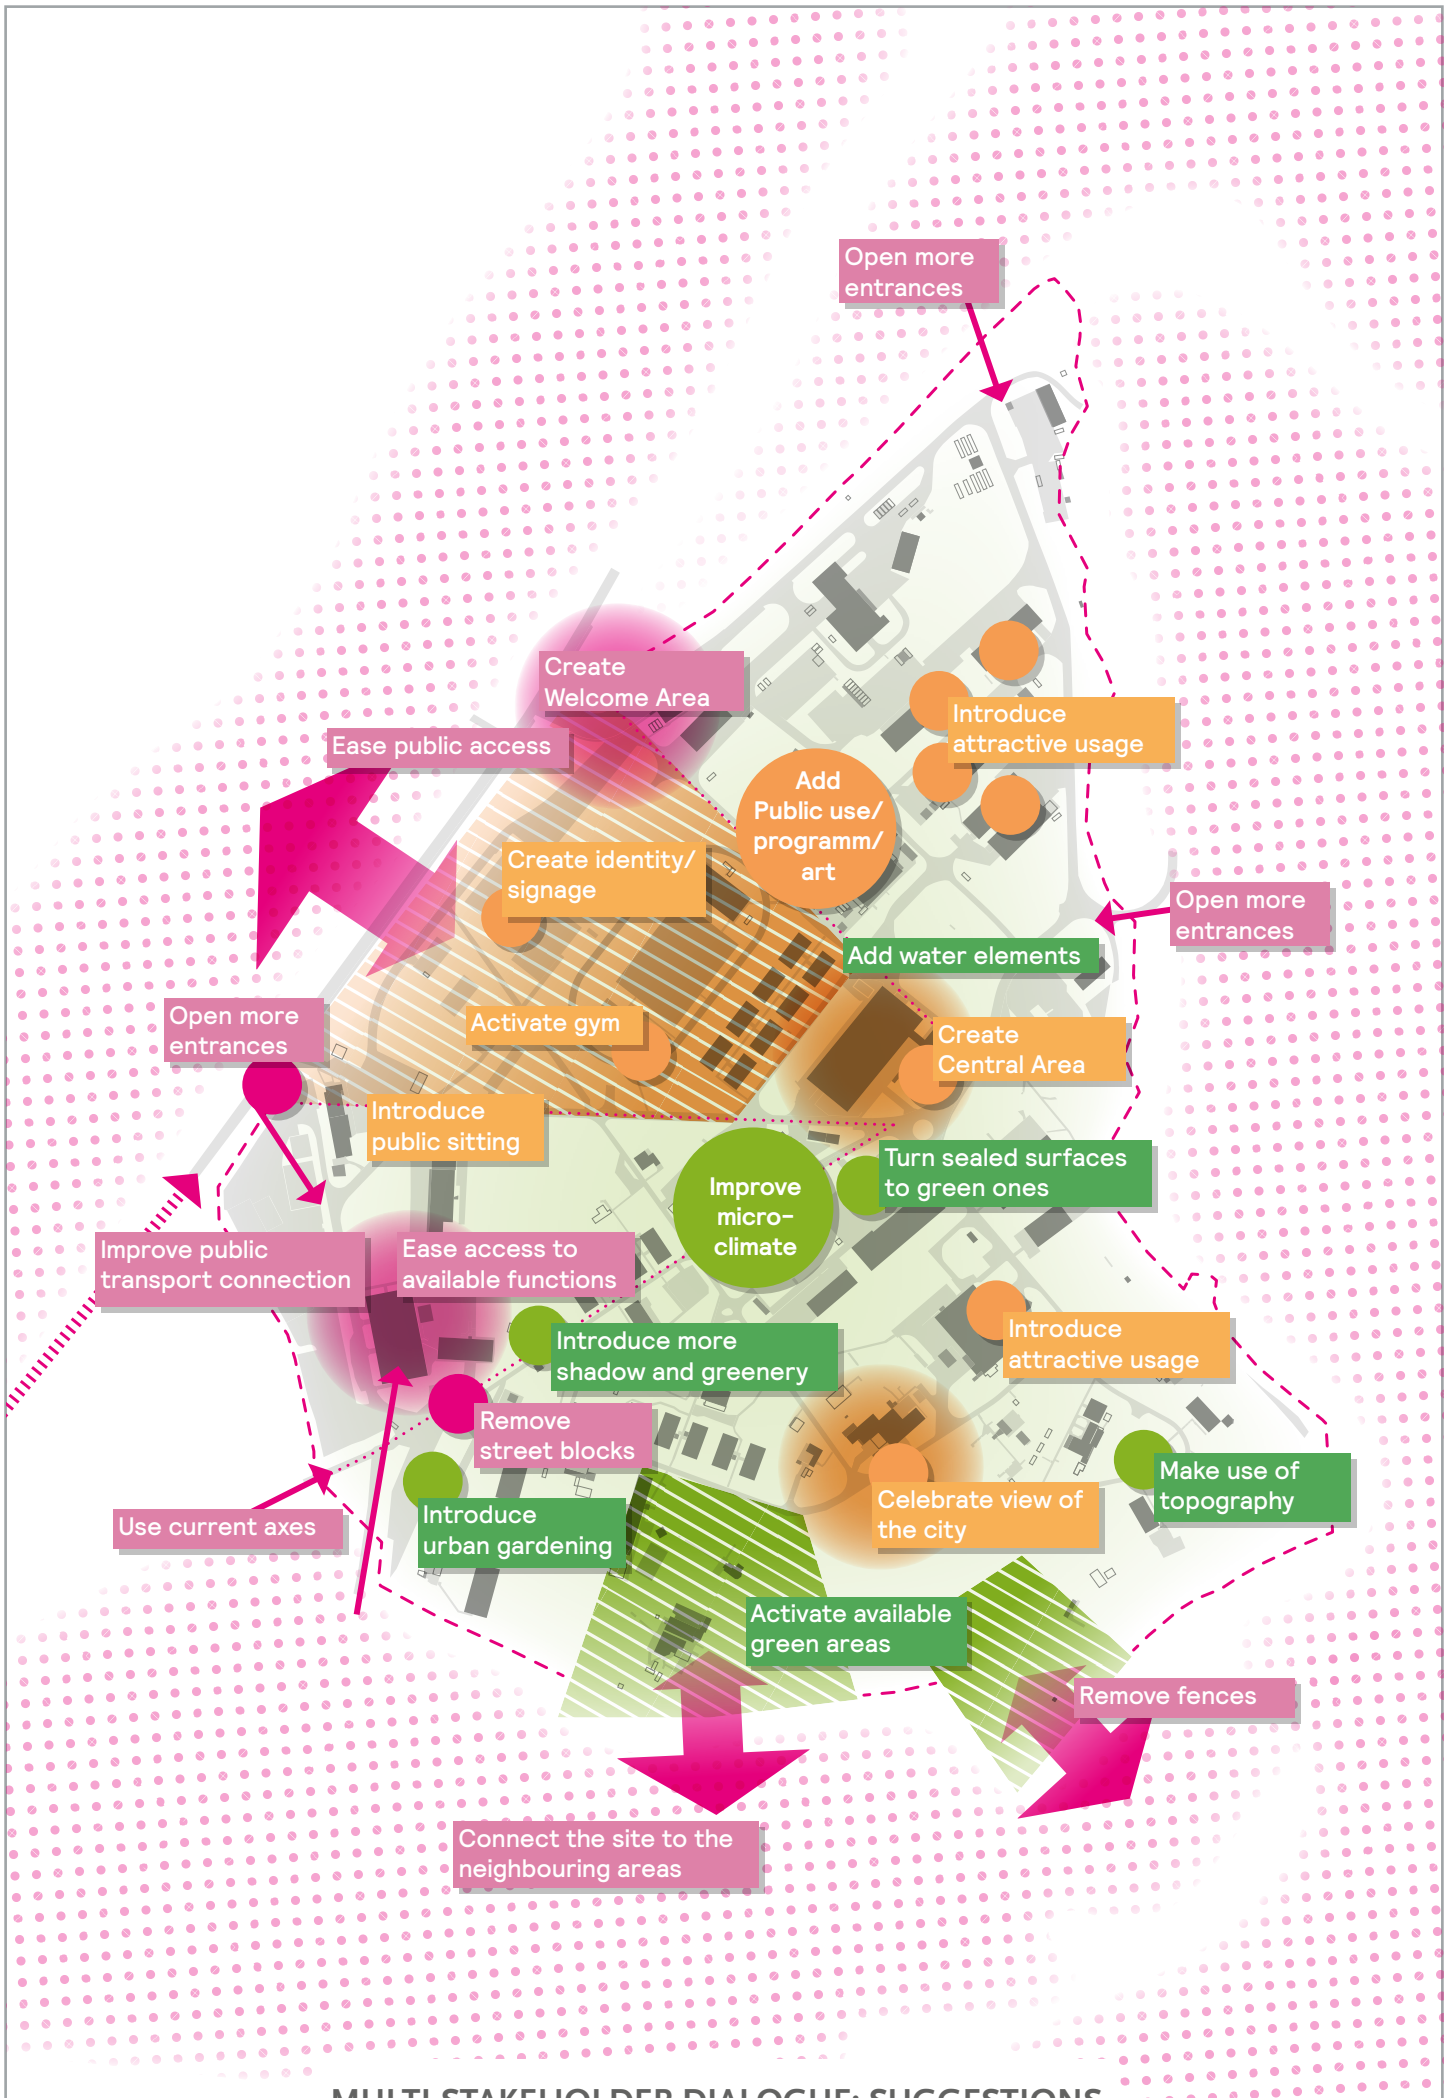 Open more
entrances
Create
Welcome Area
Ease public access
Introduce
attractive usage
Add
Public use/
programm/
art
Create identity/
signage
Open more
entrances
Add water elements
Open more
entrances
Activate gym
Create
Central Area
Introduce
public sitting
Turn sealed surfaces
to green ones
Improve
micro-
climate
Improve public
transport connection
Ease access to
available functions
Introduce more
shadow and greenery
Introduce
attractive usage
Remove
street blocks
Make use of
topography
Celebrate view of
the city
Use current axes
Introduce
urban gardening
Activate available
green areas
Remove fences
Connect the site to the
neighbouring areas
MULTI-STAKEHOLDER DIALOGUE: SUGGESTIONS